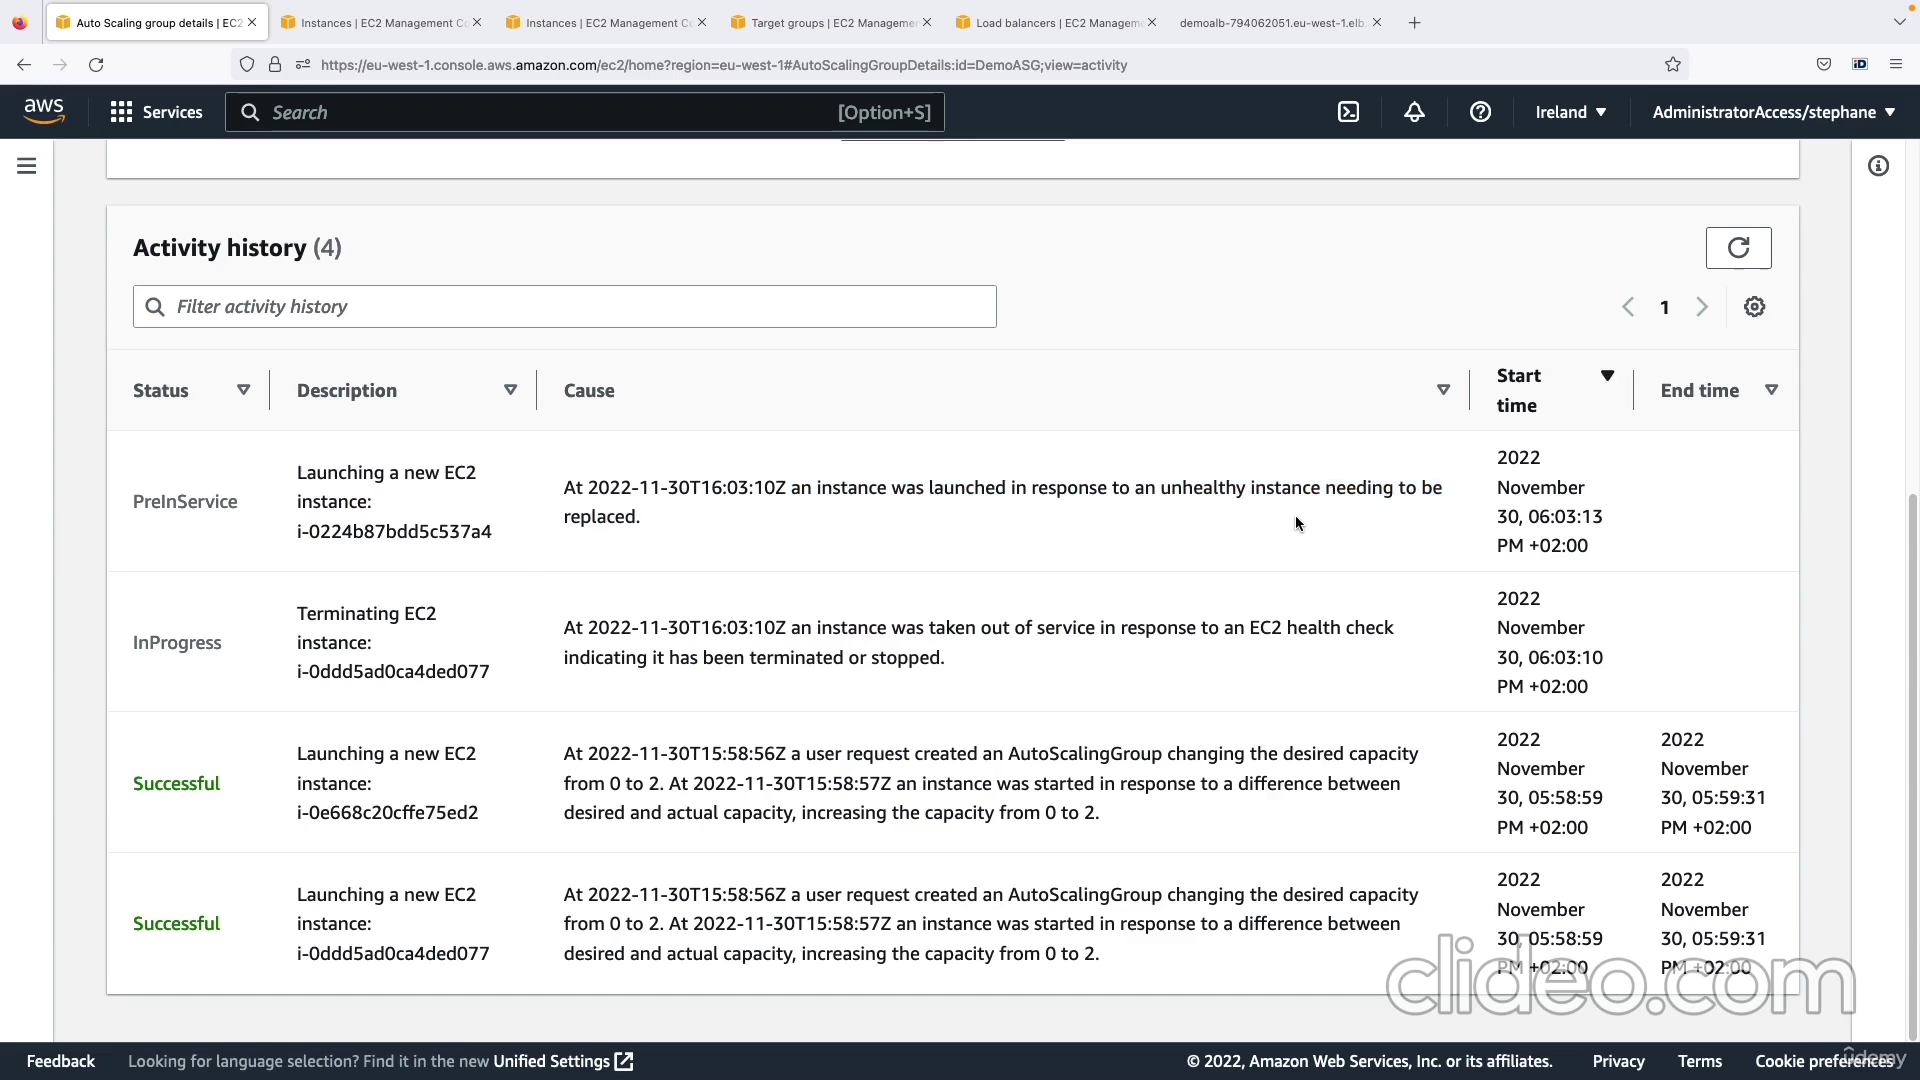 Auto Scaling group details | EC2
Instances | EC2 Management Co
Instances | EC2 Management Co
Target groups | EC2 Managemen
Load balancers | EC2 Manageme
demoalb-794062051.eu-west-1.elb.
https://eu-west-1.console.aws.amazon.com/ec2/home?region=eu-west-1#AutoScalingGroupDetails:id=DemoASG;view=activity
iD
aws
Services
Search
[Option+S]
Ireland
AdministratorAccess/stephane
Activity history (4)
Filter activity history
1
Status
Description
Cause
Start
time
End time
PreInService
Launching a new EC2
instance:
i-0224b87bdd5c537a4
At 2022-11-30T16:03:10Z an instance was launched in response to an unhealthy instance needing to be
replaced.
2022
November
30, 06:03:13
PM +02:00
InProgress
Terminating EC2
instance:
i-0ddd5ad0ca4ded077
At 2022-11-30T16:03:10Z an instance was taken out of service in response to an EC2 health check
indicating it has been terminated or stopped.
2022
November
30, 06:03:10
PM +02:00
Successful
Launching a new EC2
instance:
i-0e668c20cffe75ed2
At 2022-11-30T15:58:56Z a user request created an AutoScalingGroup changing the desired capacity
from 0 to 2. At 2022-11-30T15:58:57Z an instance was started in response to a difference between
desired and actual capacity, increasing the capacity from 0 to 2.
2022
November
30, 05:58:59
PM +02:00
2022
November
30, 05:59:31
PM +02:00
Successful
Launching a new EC2
instance:
i-0ddd5ad0ca4ded077
At 2022-11-30T15:58:56Z a user request created an AutoScalingGroup changing the desired capacity
from 0 to 2. At 2022-11-30T15:58:57Z an instance was started in response to a difference between
desired and actual capacity, increasing the capacity from 0 to 2.
2022
November
30, 05:58:59
PM +02:00
2022
November
30, 05:59:31
PM +02:00
clideo.com
Feedback
Looking for language selection? Find it in the new Unified Settings
© 2022, Amazon Web Services, Inc. or its affiliates.
Privacy
Terms
Cookie preferences
udemy